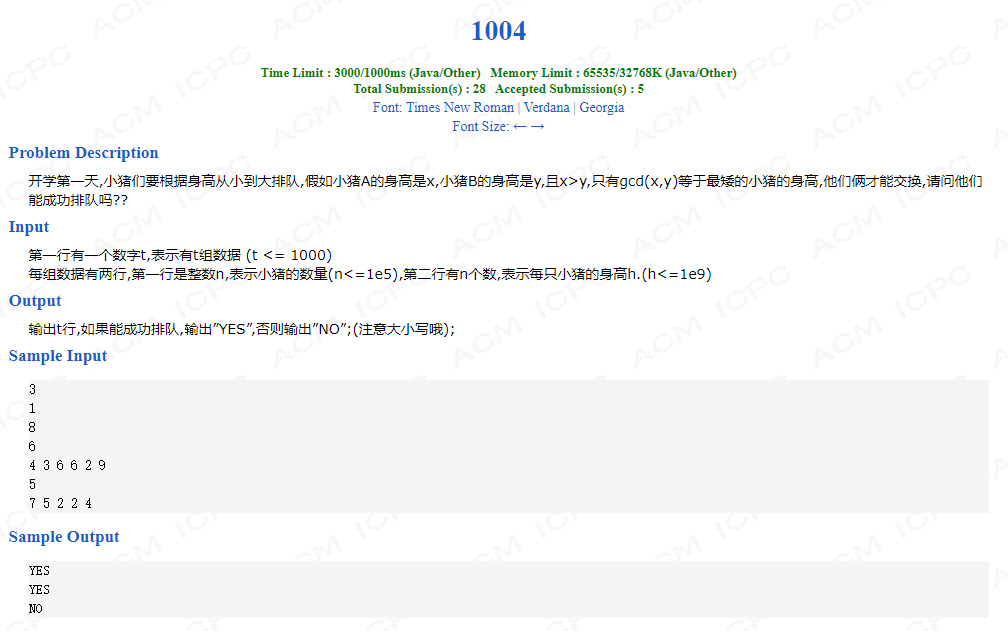 1004
Time Limit : 3000/1000ms (Java/Other) Memory Limit : 65535/32768K (Java/Other)
Total Submission(s) : 28 Accepted Submission(s) : 5
Font: Times New Roman | Verdana | Georgia
Font Size: ← →
Problem Description
开学第一天,小猪们要根据身高从小到大排队,假如小猪A的身高是x,小猪B的身高是y,且x>y,只有gcd(x,y)等于最矮的小猪的身高,他们俩才能交换,请问他们
能成功排队吗??
Input
第一行有一个数字t,表示有t组数据 (t <= 1000)
每组数据有两行,第一行是整数n,表示小猪的数量(n<=1e5),第二行有n个数,表示每只小猪的身高h.(h<=1e9)
Output
输出t行,如果能成功排队,输出”YES”,否则输出”NO”;(注意大小写哦);
Sample Input
3
1
8
6
4 3 6 6 2 9
5
7 5 2 2 4
Sample Output
YES
YES
NO